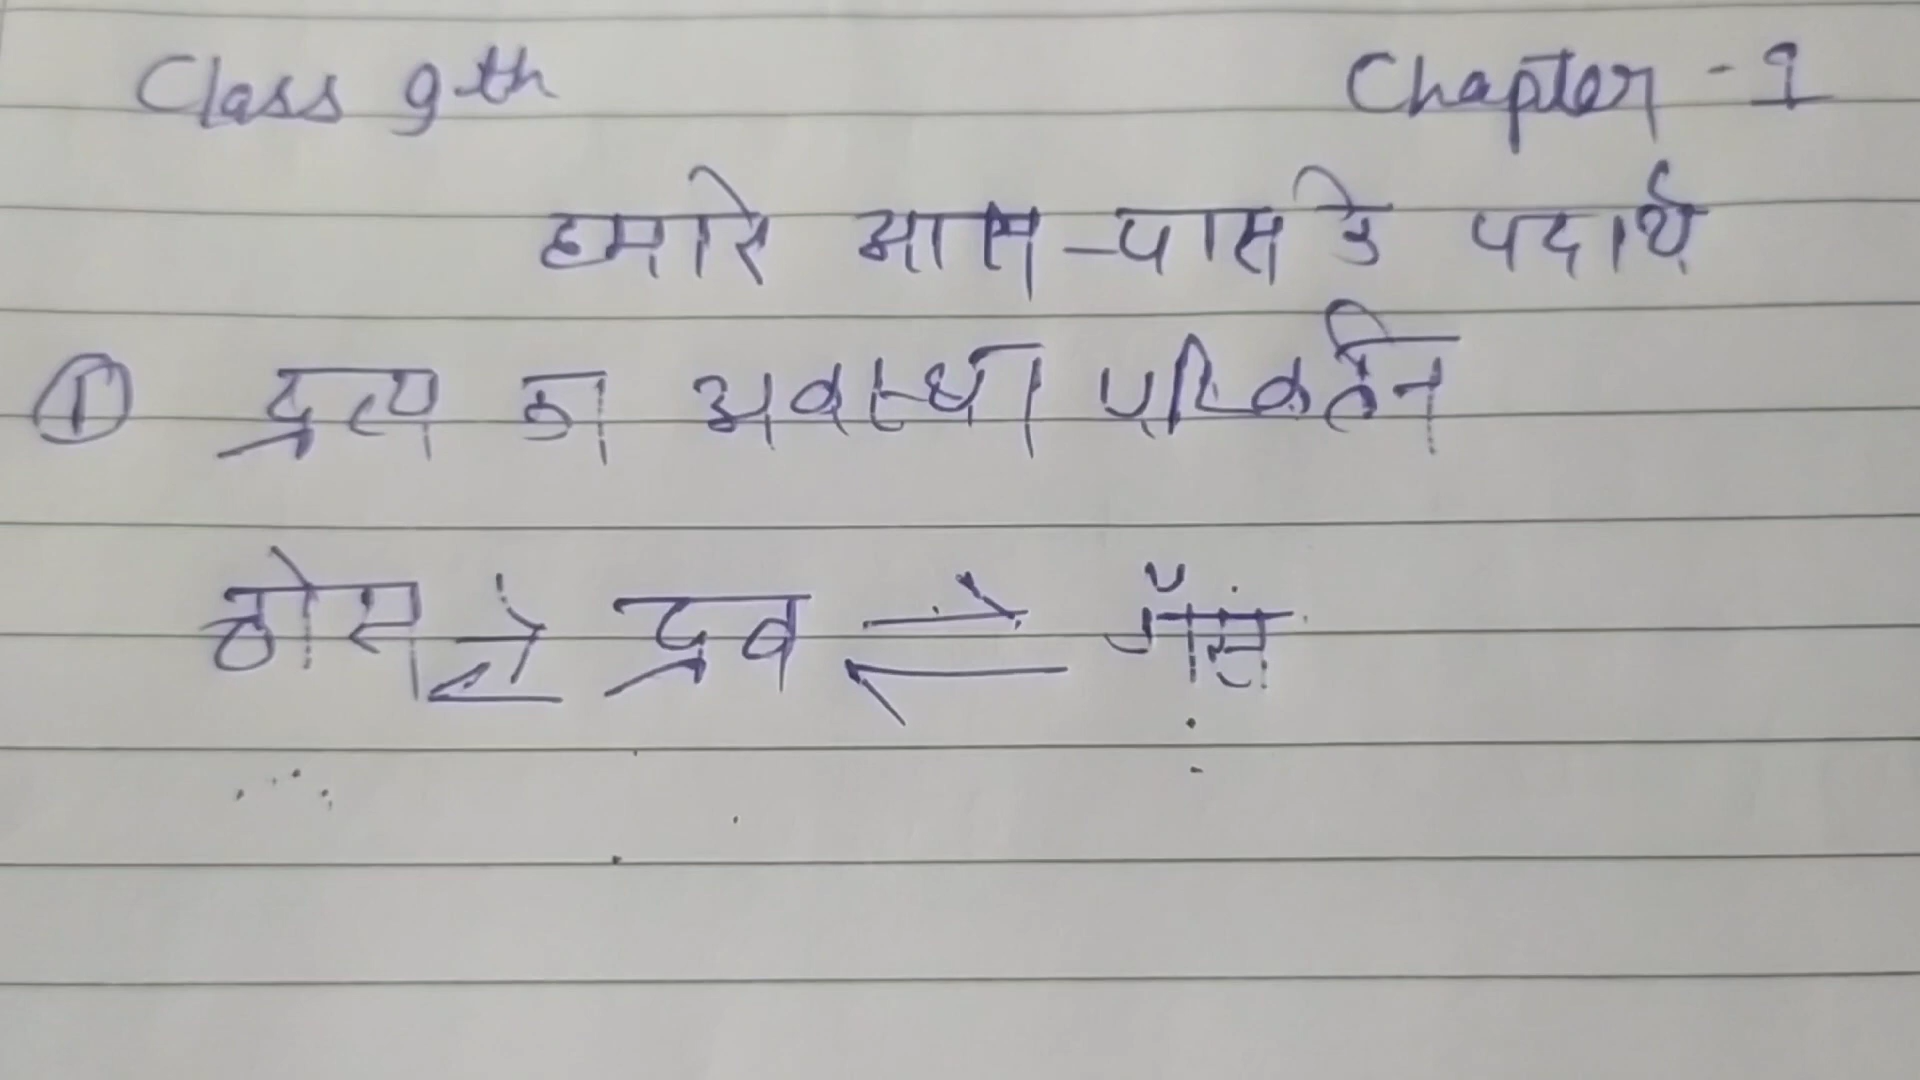 Class 9th Chapter - 1
हमारे आस-पास के पदार्थ
① द्रव्य का अवस्था परिवर्तन
ठोस ⇄ द्रव ⇌ गैस